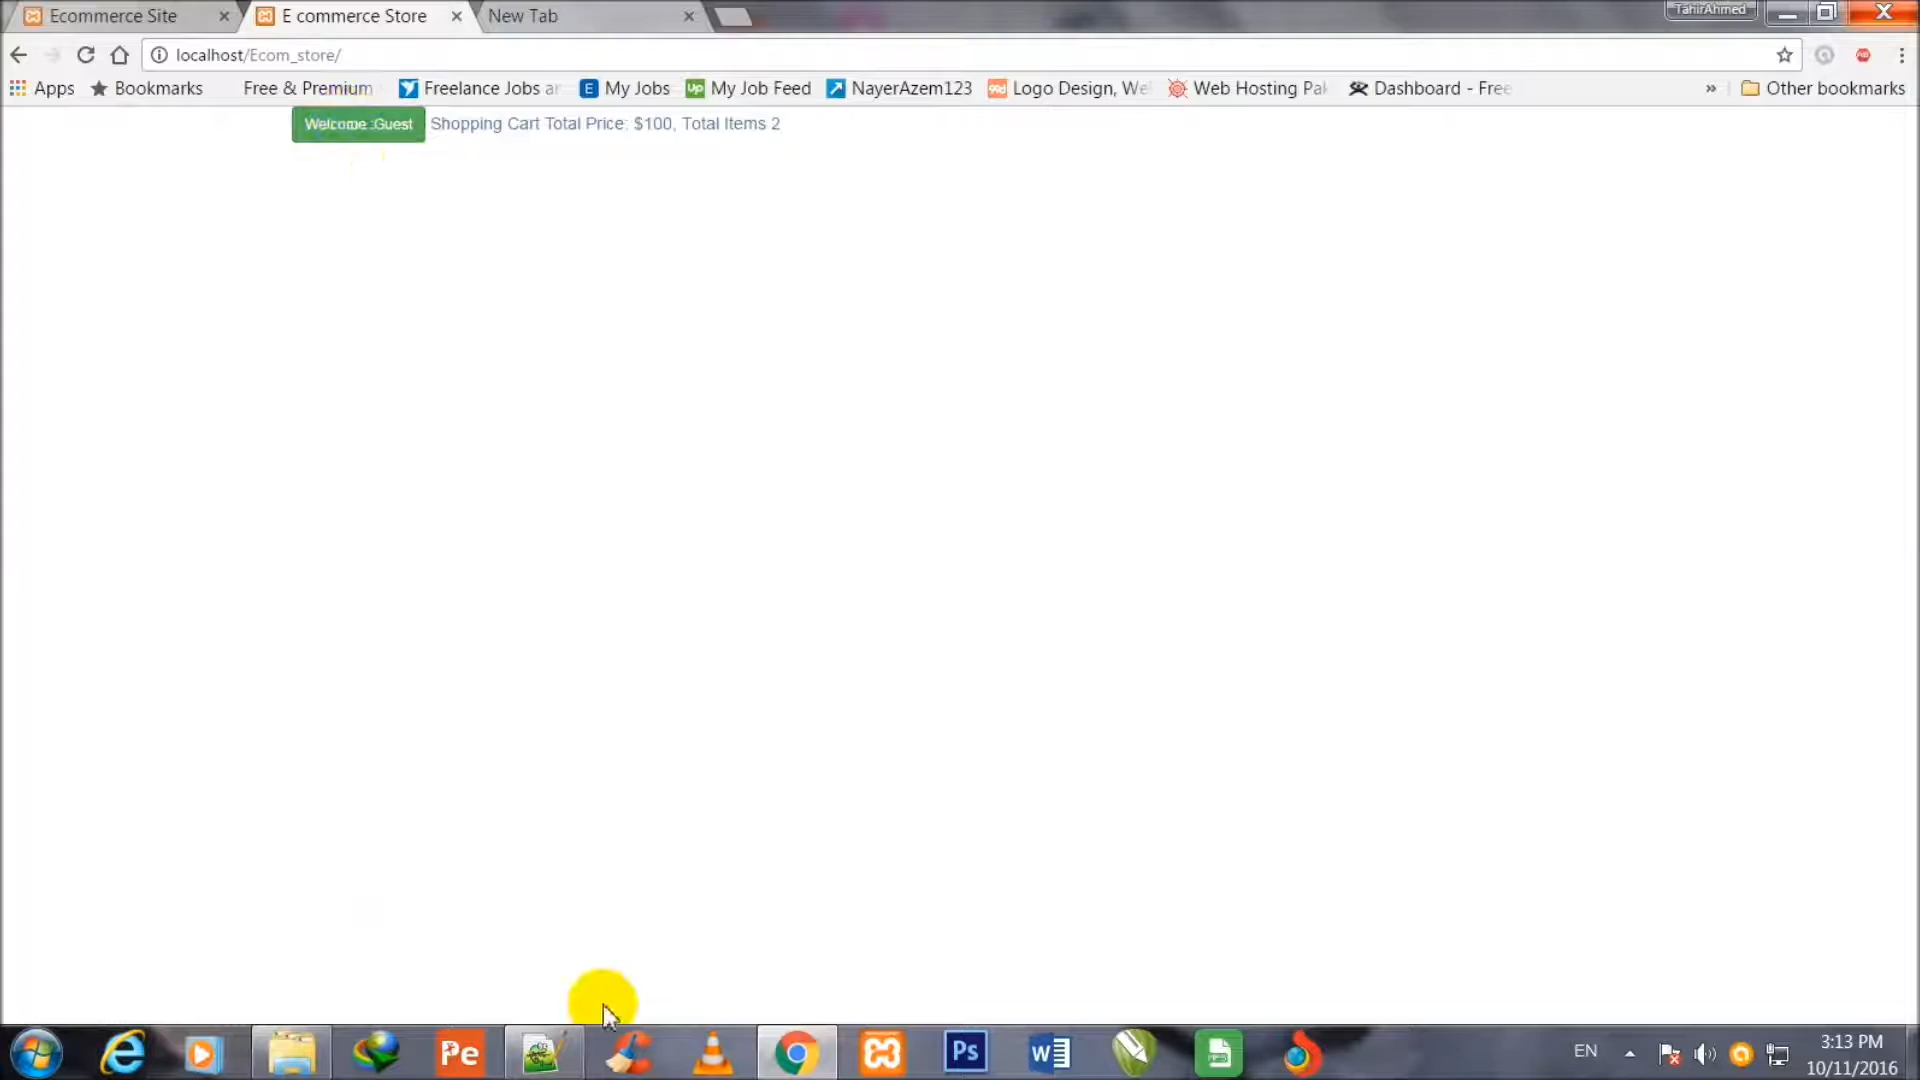 Ecommerce Site
E commerce Store
New Tab
TahirAhmed
localhost/Ecom_store/
Apps
Bookmarks
Free & Premium
Freelance Jobs ar
My Jobs
My Job Feed
NayerAzem123
Logo Design, We
Web Hosting Pak
Dashboard - Free
»
Other bookmarks
Welcome :Guest
Shopping Cart Total Price: $100, Total Items 2
Pe
Ps
W
EN
3:13 PM
10/11/2016